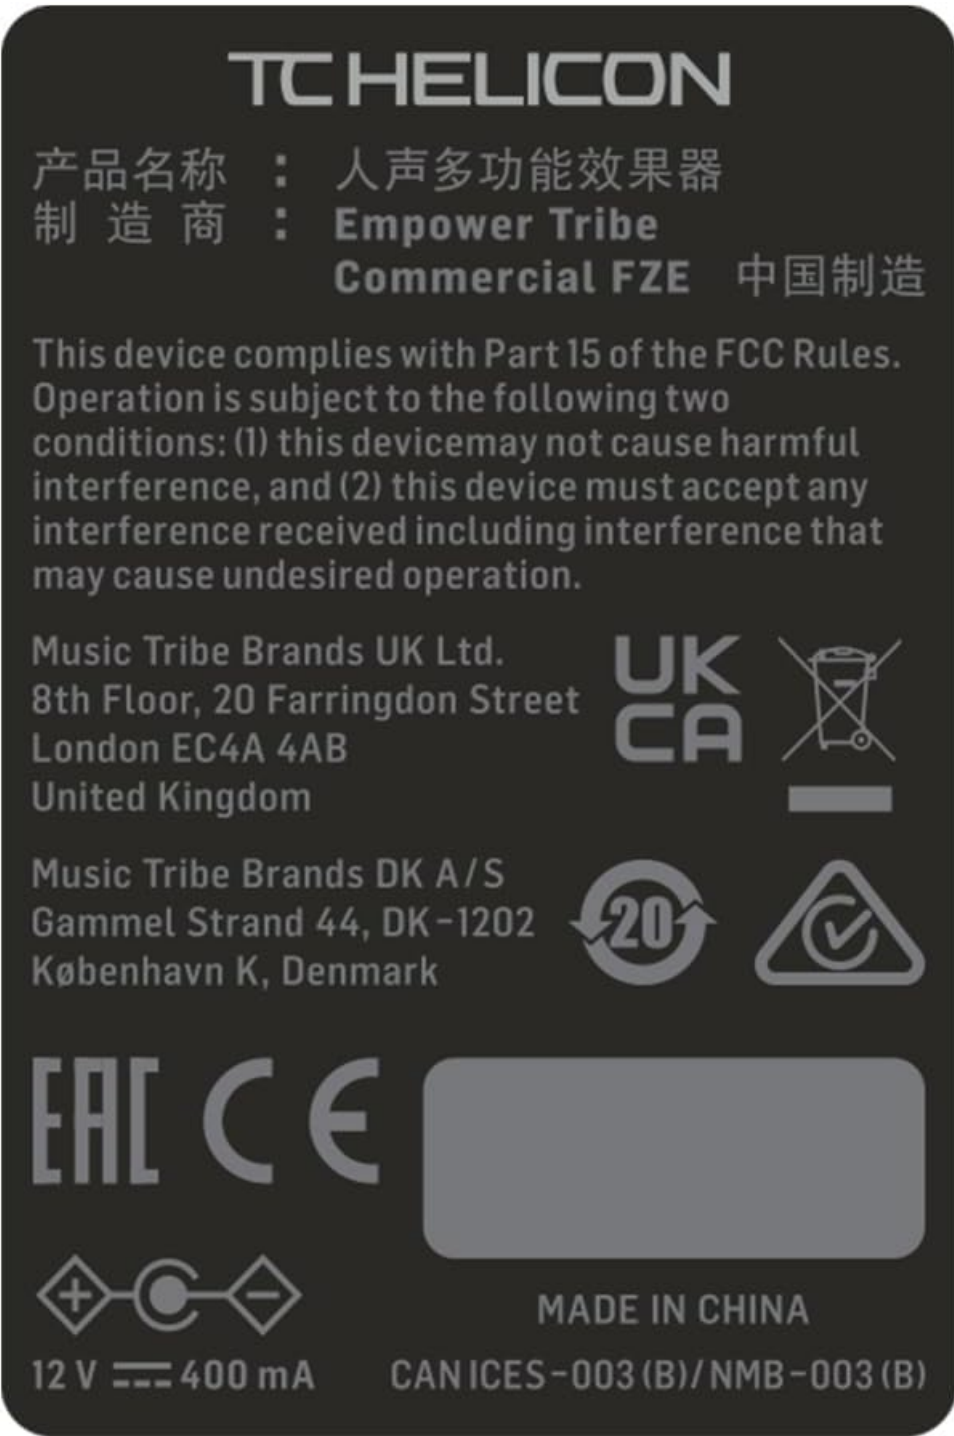 TC HELICON
产品名称 : 人声多功能效果器
制 造 商 : Empower Tribe
Commercial FZE 中国制造
This device complies with Part 15 of the FCC Rules.
Operation is subject to the following two
conditions: (1) this devicemay not cause harmful
interference, and (2) this device must accept any
interference received including interference that
may cause undesired operation.
Music Tribe Brands UK Ltd.
8th Floor, 20 Farringdon Street
London EC4A 4AB
United Kingdom
UK
CA
Music Tribe Brands DK A/S
Gammel Strand 44, DK-1202
København K, Denmark
20
EAC CE
MADE IN CHINA
12 V ⎓ 400 mA
CAN ICES-003 (B)/NMB-003 (B)